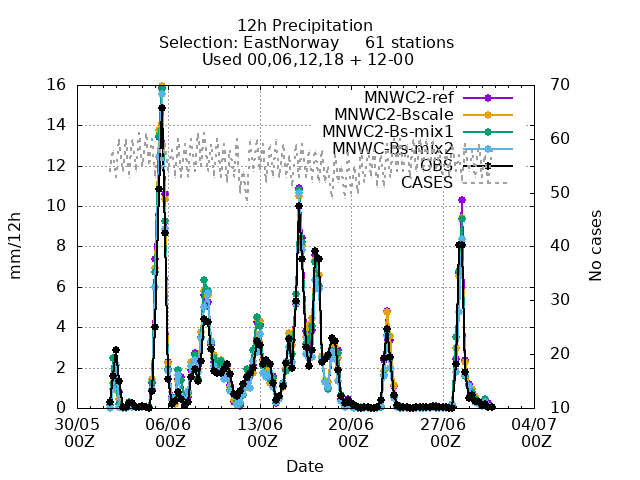 12h Precipitation
Selection: EastNorway     61 stations
Used 00,06,12,18 + 12-00
MNWC2-ref
MNWC2-Bscale
MNWC2-Bs-mix1
MNWC-Bs-mix2
OBS
CASES
mm/12h
16
14
12
10
8
6
4
2
0
No cases
70
60
50
40
30
20
10
30/05 06/06 13/06 20/06 27/06 04/07
00Z 00Z 00Z 00Z 00Z 00Z
Date